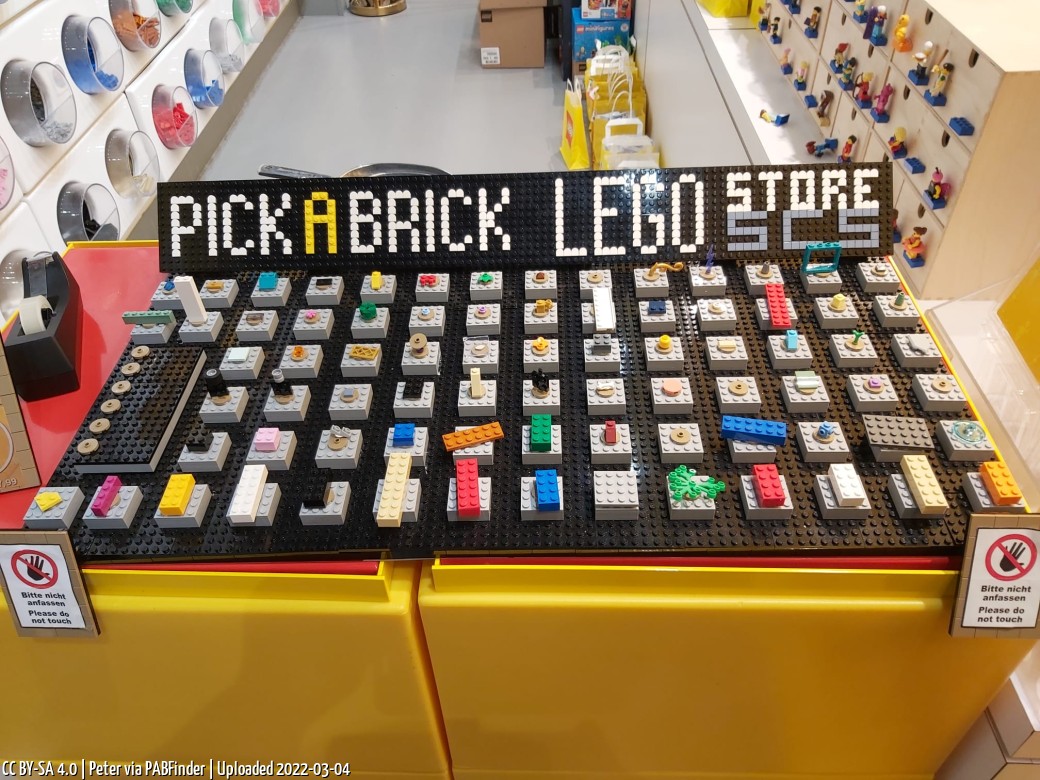 PICK A BRICK LEGO STORE
SCS
Bitte nicht
anfassen
Please do
not touch
Bitte nicht
anfassen
Please do
not touch
CC BY-SA 4.0 | Peter via PABFinder | Uploaded 2022-03-04